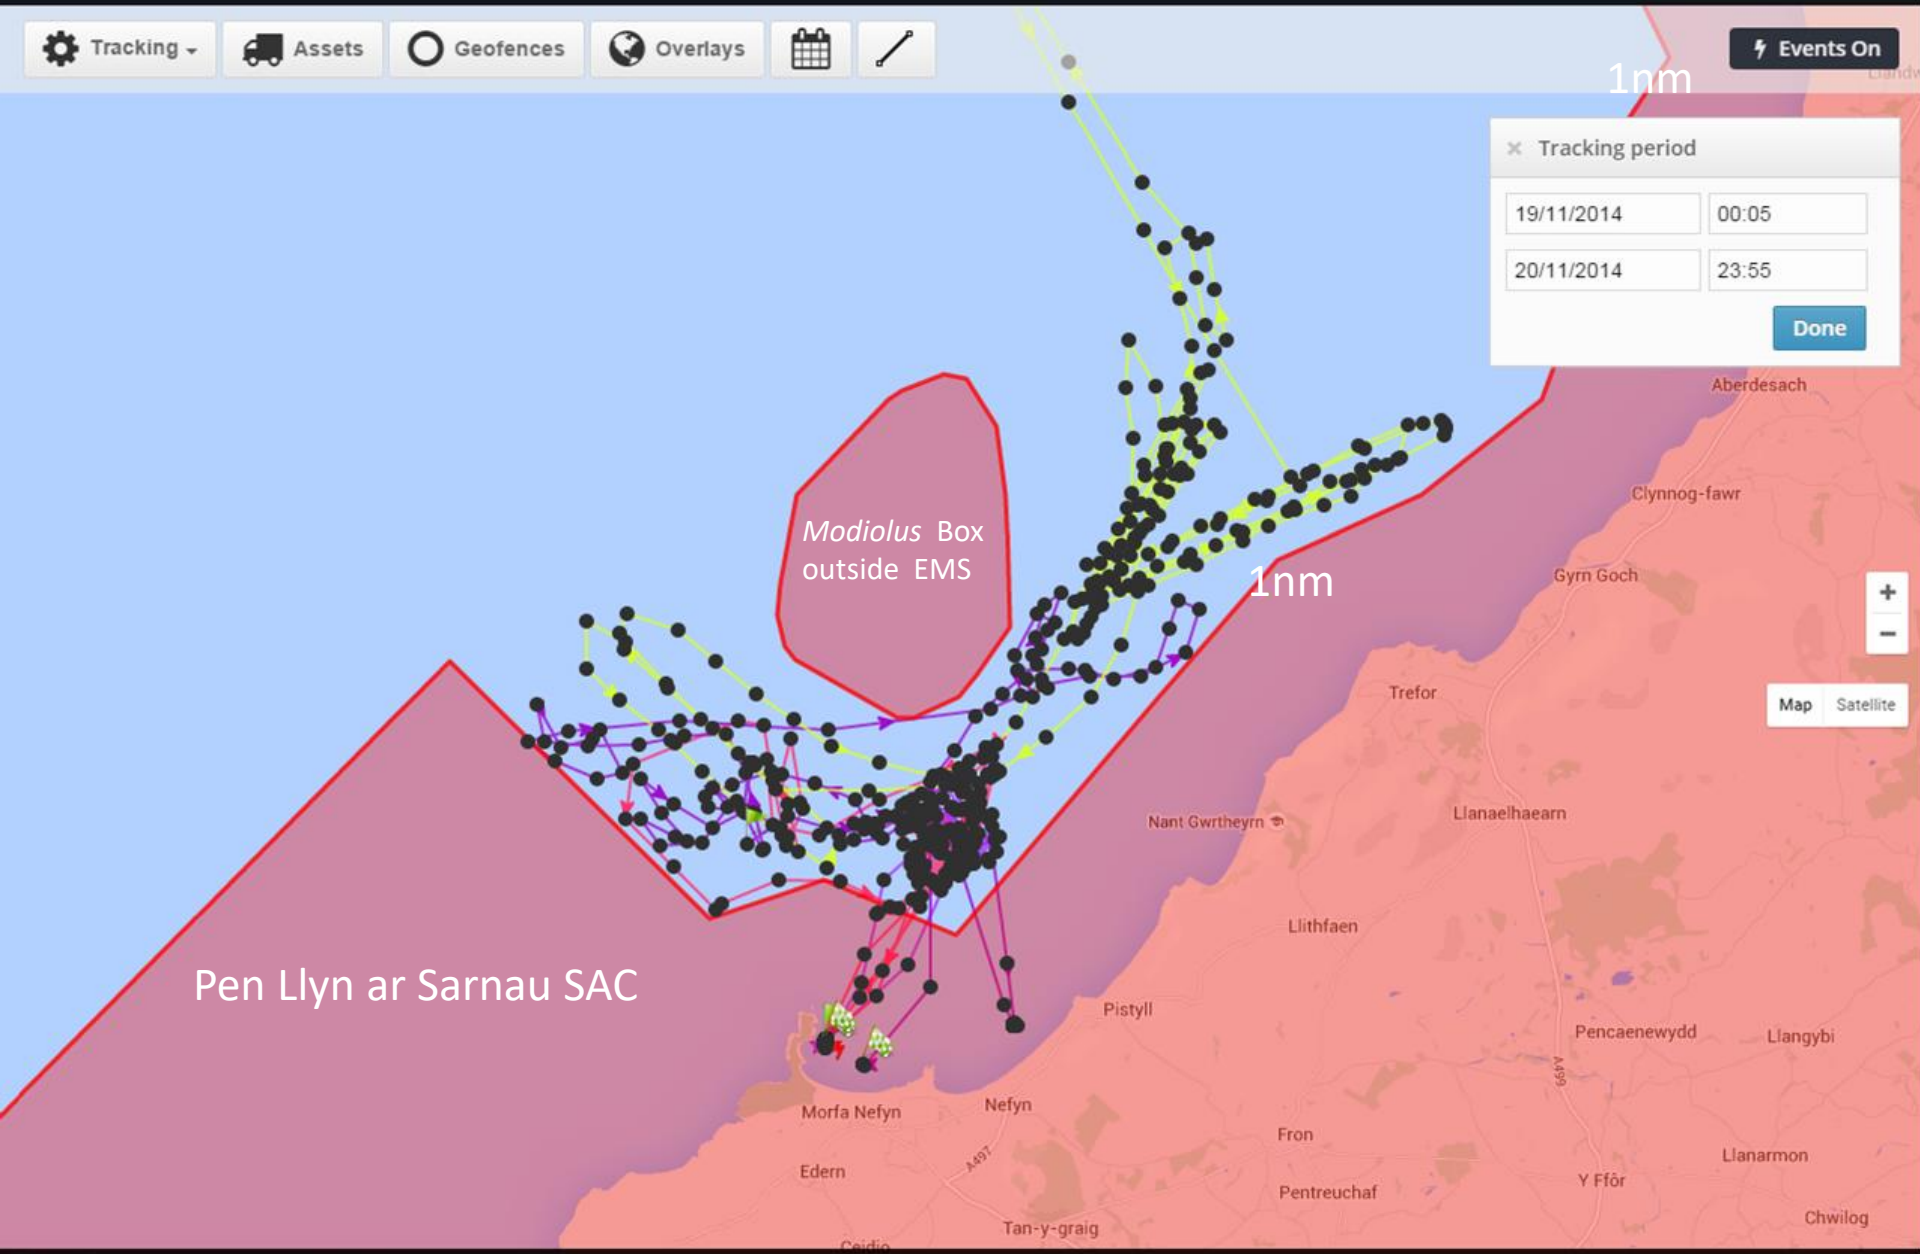 Tracking
Assets
Geofences
Overlays
Events On
1nm
Tracking period
19/11/2014 00:05
20/11/2014 23:55
Done
Aberdesach
Clynnog-fawr
Modiolus Box
outside EMS
Gyrn Goch
1nm
+
−
Trefor
Map Satellite
Llanaelhaearn
Nant Gwrtheyrn
Llithfaen
Pen Llyn ar Sarnau SAC
Pistyll
Pencaenewydd
Llangybi
A499
Morfa Nefyn
Nefyn
Fron
A497
Edern
Llanarmon
Y Ffôr
Pentreuchaf
Chwilog
Tan-y-graig